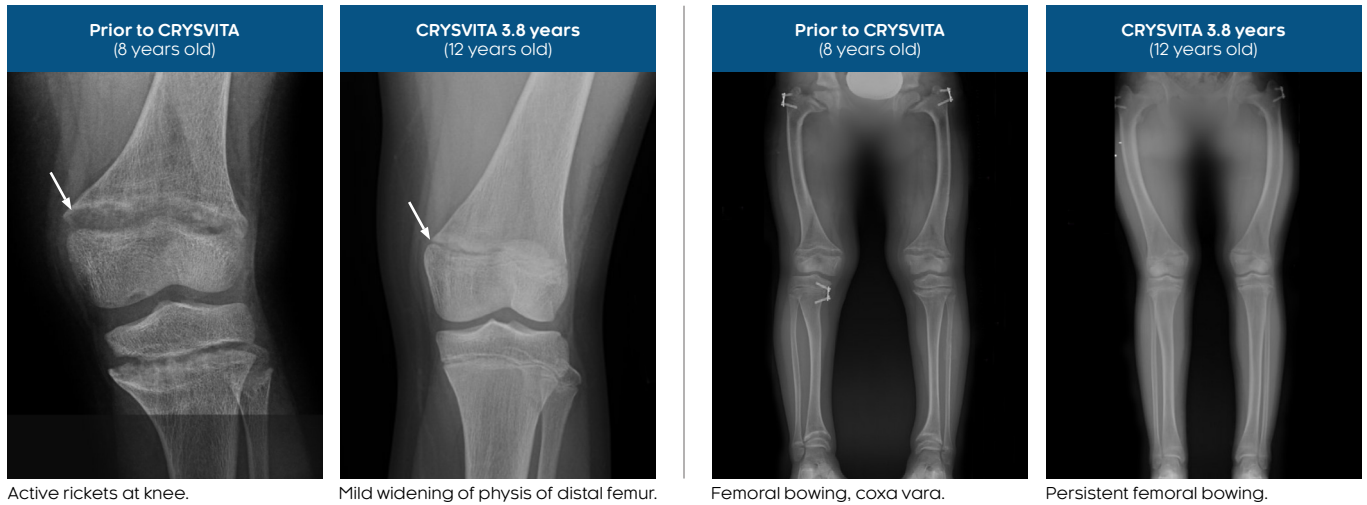 Prior to CRYSVITA
(8 years old)
Active rickets at knee.
CRYSVITA 3.8 years
(12 years old)
Mild widening of physis of distal femur.
Prior to CRYSVITA
(8 years old)
Femoral bowing, coxa vara.
CRYSVITA 3.8 years
(12 years old)
Persistent femoral bowing.